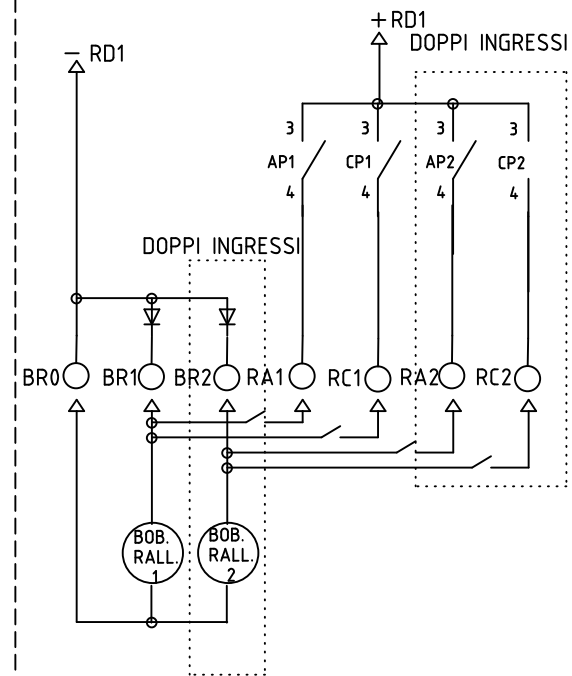 + RD1
DOPPI INGRESSI
− RD1
3
3
3
3
AP1
CP1
AP2
CP2
4
4
4
4
DOPPI INGRESSI
BR0
BR1
BR2
RA1
RC1
RA2
RC2
BOB.
RALL.
1
BOB.
RALL.
2